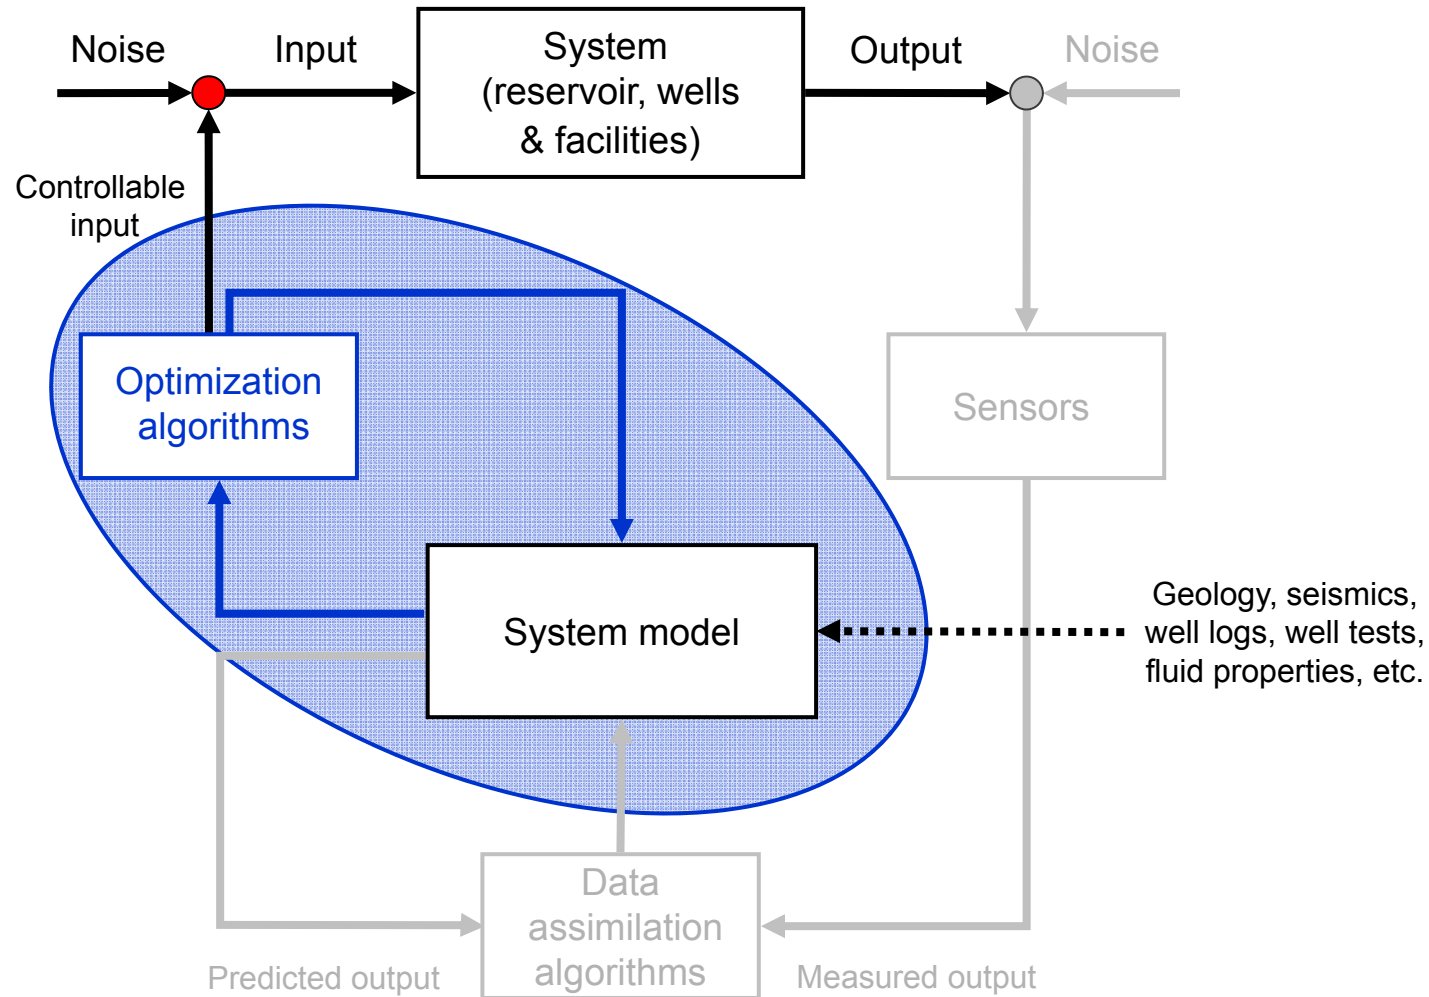 Noise
Input
System
(reservoir, wells
& facilities)
Output
Noise
Controllable
input
Optimization
algorithms
Sensors
System model
Geology, seismics,
well logs, well tests,
fluid properties, etc.
Data
assimilation
algorithms
Predicted output
Measured output